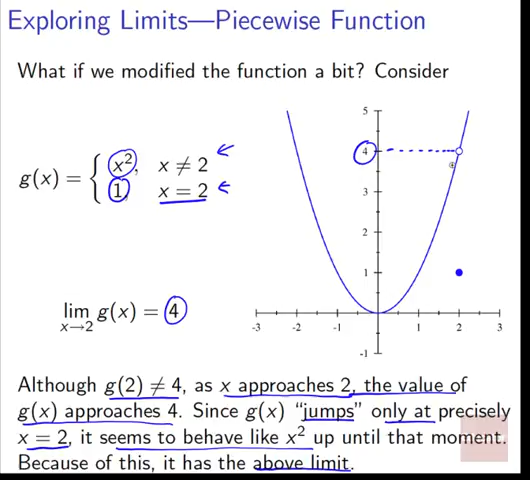 Exploring Limits—Piecewise Function
What if we modified the function a bit? Consider
g(x) = { x², x ≠ 2
1, x = 2
5
4
3
2
1
-3 -2 -1 1 2 3
-1
lim x→2 g(x) = 4
Although g(2) ≠ 4, as x approaches 2, the value of
g(x) approaches 4. Since g(x) “jumps” only at precisely
x = 2, it seems to behave like x² up until that moment.
Because of this, it has the above limit.